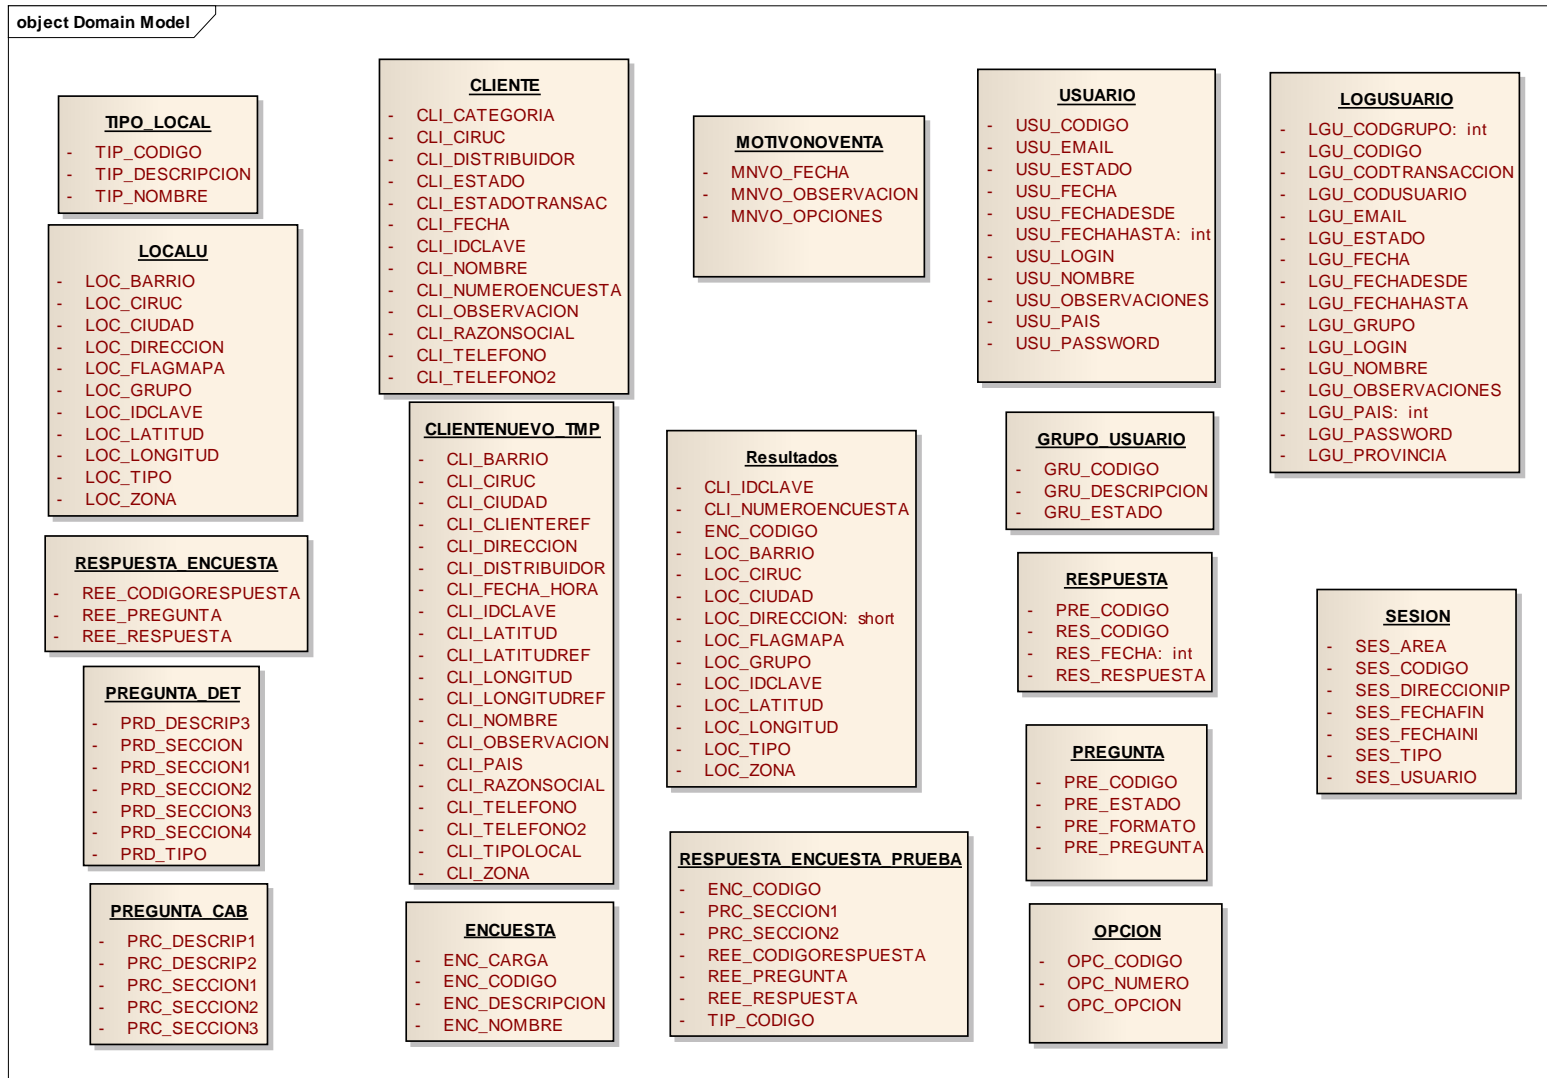 object Domain Model
TIPO_LOCAL
- TIP_CODIGO
- TIP_DESCRIPCION
- TIP_NOMBRE
LOCALU
- LOC_BARRIO
- LOC_CIRUC
- LOC_CIUDAD
- LOC_DIRECCION
- LOC_FLAGMAPA
- LOC_GRUPO
- LOC_IDCLAVE
- LOC_LATITUD
- LOC_LONGITUD
- LOC_TIPO
- LOC_ZONA
RESPUESTA_ENCUESTA
- REE_CODIGORESPUESTA
- REE_PREGUNTA
- REE_RESPUESTA
PREGUNTA_DET
- PRD_DESCRIP3
- PRD_SECCION
- PRD_SECCION1
- PRD_SECCION2
- PRD_SECCION3
- PRD_SECCION4
- PRD_TIPO
PREGUNTA_CAB
- PRC_DESCRIP1
- PRC_DESCRIP2
- PRC_SECCION1
- PRC_SECCION2
- PRC_SECCION3
CLIENTE
- CLI_CATEGORIA
- CLI_CIRUC
- CLI_DISTRIBUIDOR
- CLI_ESTADO
- CLI_ESTADOTRANSAC
- CLI_FECHA
- CLI_IDCLAVE
- CLI_NOMBRE
- CLI_NUMEROENCUESTA
- CLI_OBSERVACION
- CLI_RAZONSOCIAL
- CLI_TELEFONO
- CLI_TELEFONO2
CLIENTENUEVO_TMP
- CLI_BARRIO
- CLI_CIRUC
- CLI_CIUDAD
- CLI_CLIENTEREF
- CLI_DIRECCION
- CLI_DISTRIBUIDOR
- CLI_FECHA_HORA
- CLI_IDCLAVE
- CLI_LATITUD
- CLI_LATITUDREF
- CLI_LONGITUD
- CLI_LONGITUDREF
- CLI_NOMBRE
- CLI_OBSERVACION
- CLI_PAIS
- CLI_RAZONSOCIAL
- CLI_TELEFONO
- CLI_TELEFONO2
- CLI_TIPOLOCAL
- CLI_ZONA
ENCUESTA
- ENC_CARGA
- ENC_CODIGO
- ENC_DESCRIPCION
- ENC_NOMBRE
MOTIVONOVENTA
- MNVO_FECHA
- MNVO_OBSERVACION
- MNVO_OPCIONES
Resultados
- CLI_IDCLAVE
- CLI_NUMEROENCUESTA
- ENC_CODIGO
- LOC_BARRIO
- LOC_CIRUC
- LOC_CIUDAD
- LOC_DIRECCION: short
- LOC_FLAGMAPA
- LOC_GRUPO
- LOC_IDCLAVE
- LOC_LATITUD
- LOC_LONGITUD
- LOC_TIPO
- LOC_ZONA
RESPUESTA_ENCUESTA_PRUEBA
- ENC_CODIGO
- PRC_SECCION1
- PRC_SECCION2
- REE_CODIGORESPUESTA
- REE_PREGUNTA
- REE_RESPUESTA
- TIP_CODIGO
USUARIO
- USU_CODIGO
- USU_EMAIL
- USU_ESTADO
- USU_FECHA
- USU_FECHADESDE
- USU_FECHAHASTA: int
- USU_LOGIN
- USU_NOMBRE
- USU_OBSERVACIONES
- USU_PAIS
- USU_PASSWORD
GRUPO_USUARIO
- GRU_CODIGO
- GRU_DESCRIPCION
- GRU_ESTADO
RESPUESTA
- PRE_CODIGO
- RES_CODIGO
- RES_FECHA: int
- RES_RESPUESTA
PREGUNTA
- PRE_CODIGO
- PRE_ESTADO
- PRE_FORMATO
- PRE_PREGUNTA
OPCION
- OPC_CODIGO
- OPC_NUMERO
- OPC_OPCION
LOGUSUARIO
- LGU_CODGRUPO: int
- LGU_CODIGO
- LGU_CODTRANSACCION
- LGU_CODUSUARIO
- LGU_EMAIL
- LGU_ESTADO
- LGU_FECHA
- LGU_FECHADESDE
- LGU_FECHAHASTA
- LGU_GRUPO
- LGU_LOGIN
- LGU_NOMBRE
- LGU_OBSERVACIONES
- LGU_PAIS: int
- LGU_PASSWORD
- LGU_PROVINCIA
SESION
- SES_AREA
- SES_CODIGO
- SES_DIRECCIONIP
- SES_FECHAFIN
- SES_FECHAINI
- SES_TIPO
- SES_USUARIO